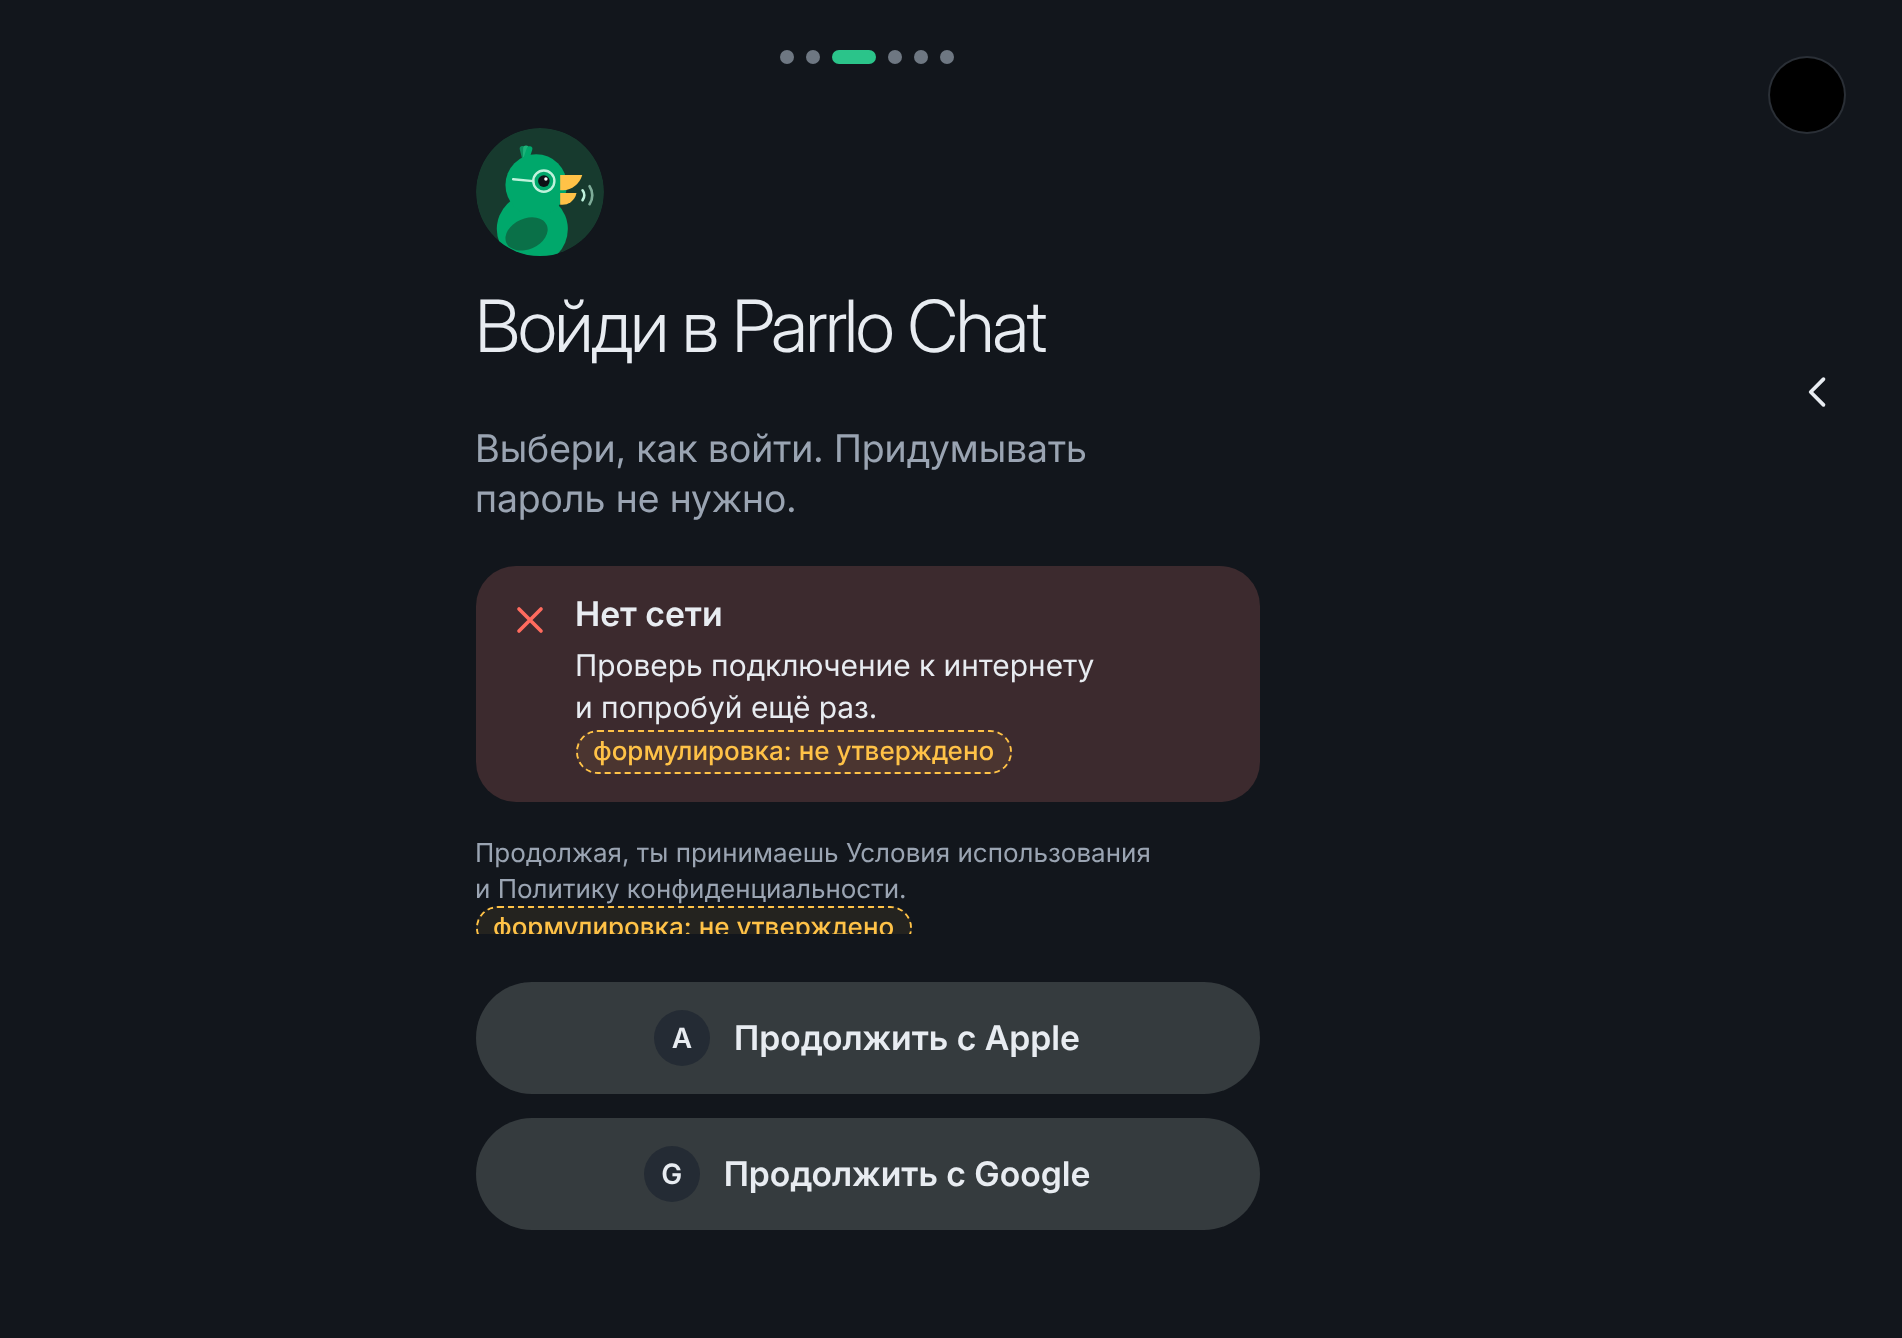 Войди в Parrlo Chat
Выбери, как войти. Придумывать
пароль не нужно.
Нет сети
Проверь подключение к интернету
и попробуй ещё раз.
формулировка: не утверждено
Продолжая, ты принимаешь Условия использования
и Политику конфиденциальности.
формулировка: не утверждено
A Продолжить с Apple
G Продолжить с Google